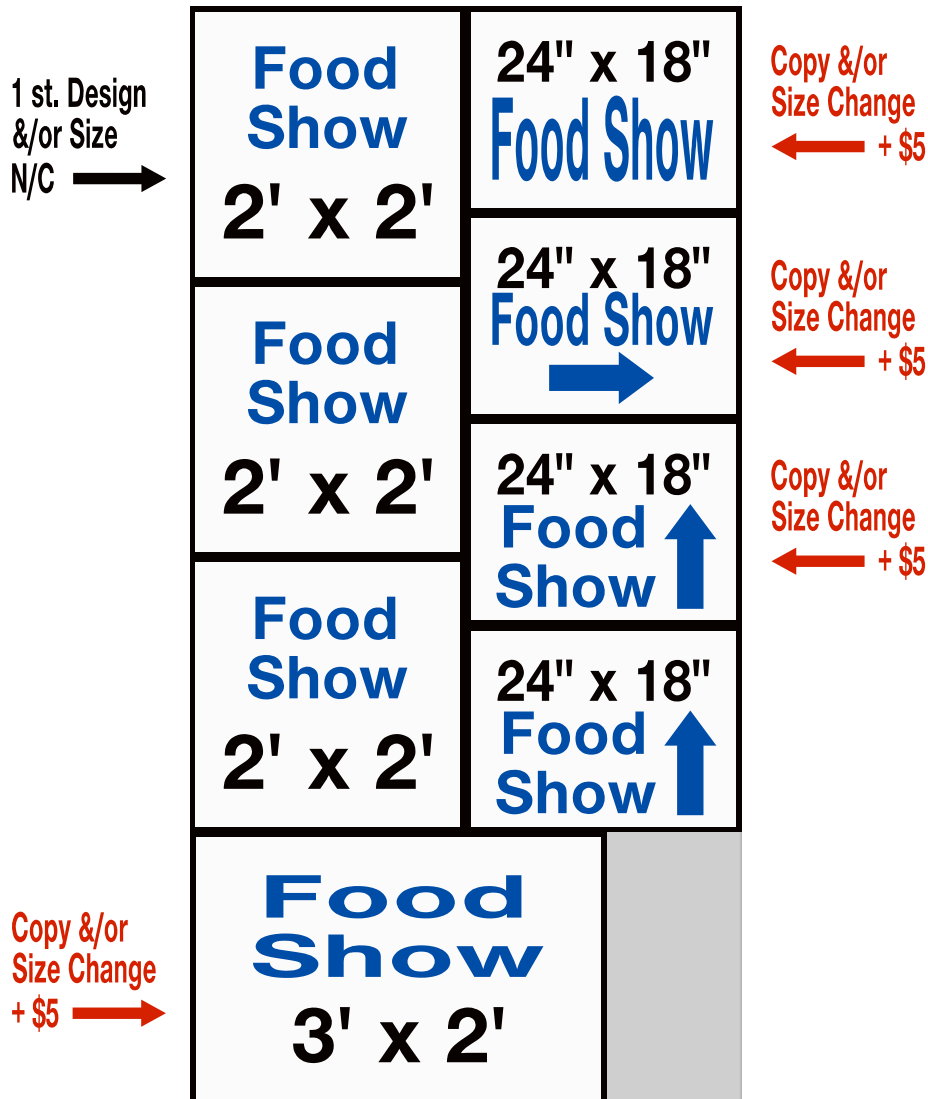 1 st. Design
&/or Size
N/C
Food
Show
2' x 2'
24" x 18"
Food Show
Copy &/or
Size Change
+ $5
24" x 18"
Food Show
Copy &/or
Size Change
+ $5
Food
Show
2' x 2'
24" x 18"
Food
Show
Copy &/or
Size Change
+ $5
Food
Show
2' x 2'
24" x 18"
Food
Show
Copy &/or
Size Change
+ $5
Food
Show
3' x 2'